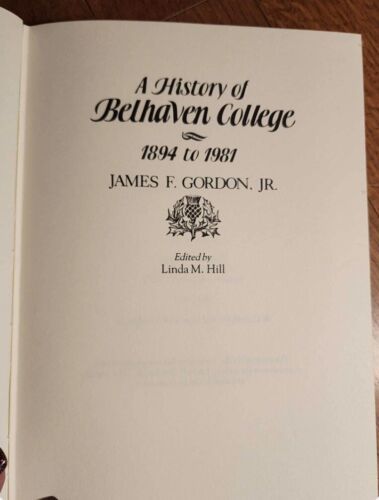 A History of
Belhaven College
1894 to 1981
JAMES F. GORDON, JR.
Edited by
Linda M. Hill